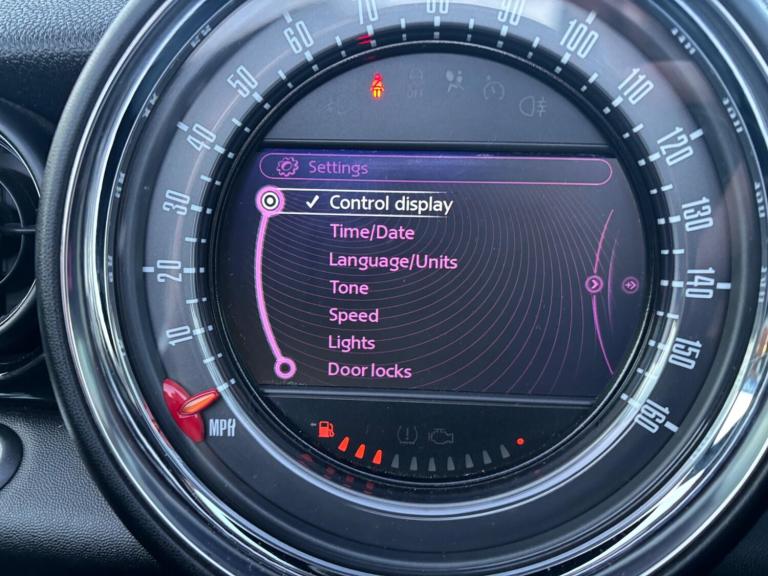 10
20
30
40
50
60
70
80
90
100
110
120
130
140
150
160
MPH
Settings
✓ Control display
Time/Date
Language/Units
Tone
Speed
Lights
Door locks